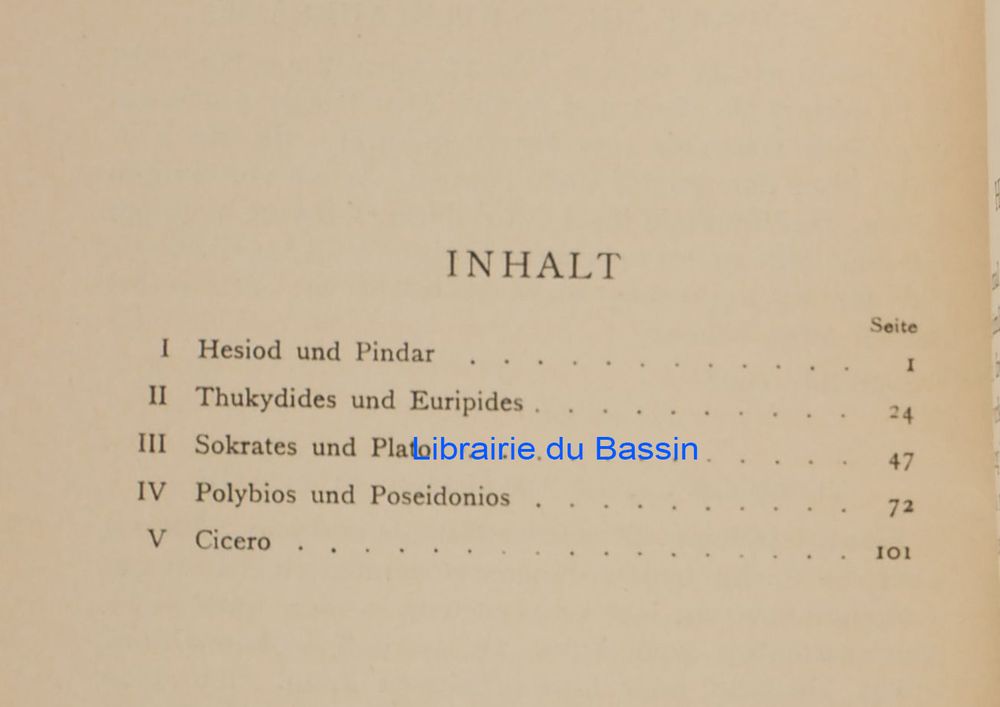 INHALT
Seite
I Hesiod und Pindar . . . . . . . . . . . . 1
II Thukydides und Euripides . . . . . . . . . . 24
III Sokrates und Plato . . . . . . . . . . . 47
Librairie du Bassin
IV Polybios und Poseidonios . . . . . . . . . . 72
V Cicero . . . . . . . . . . . . . . . . . 101